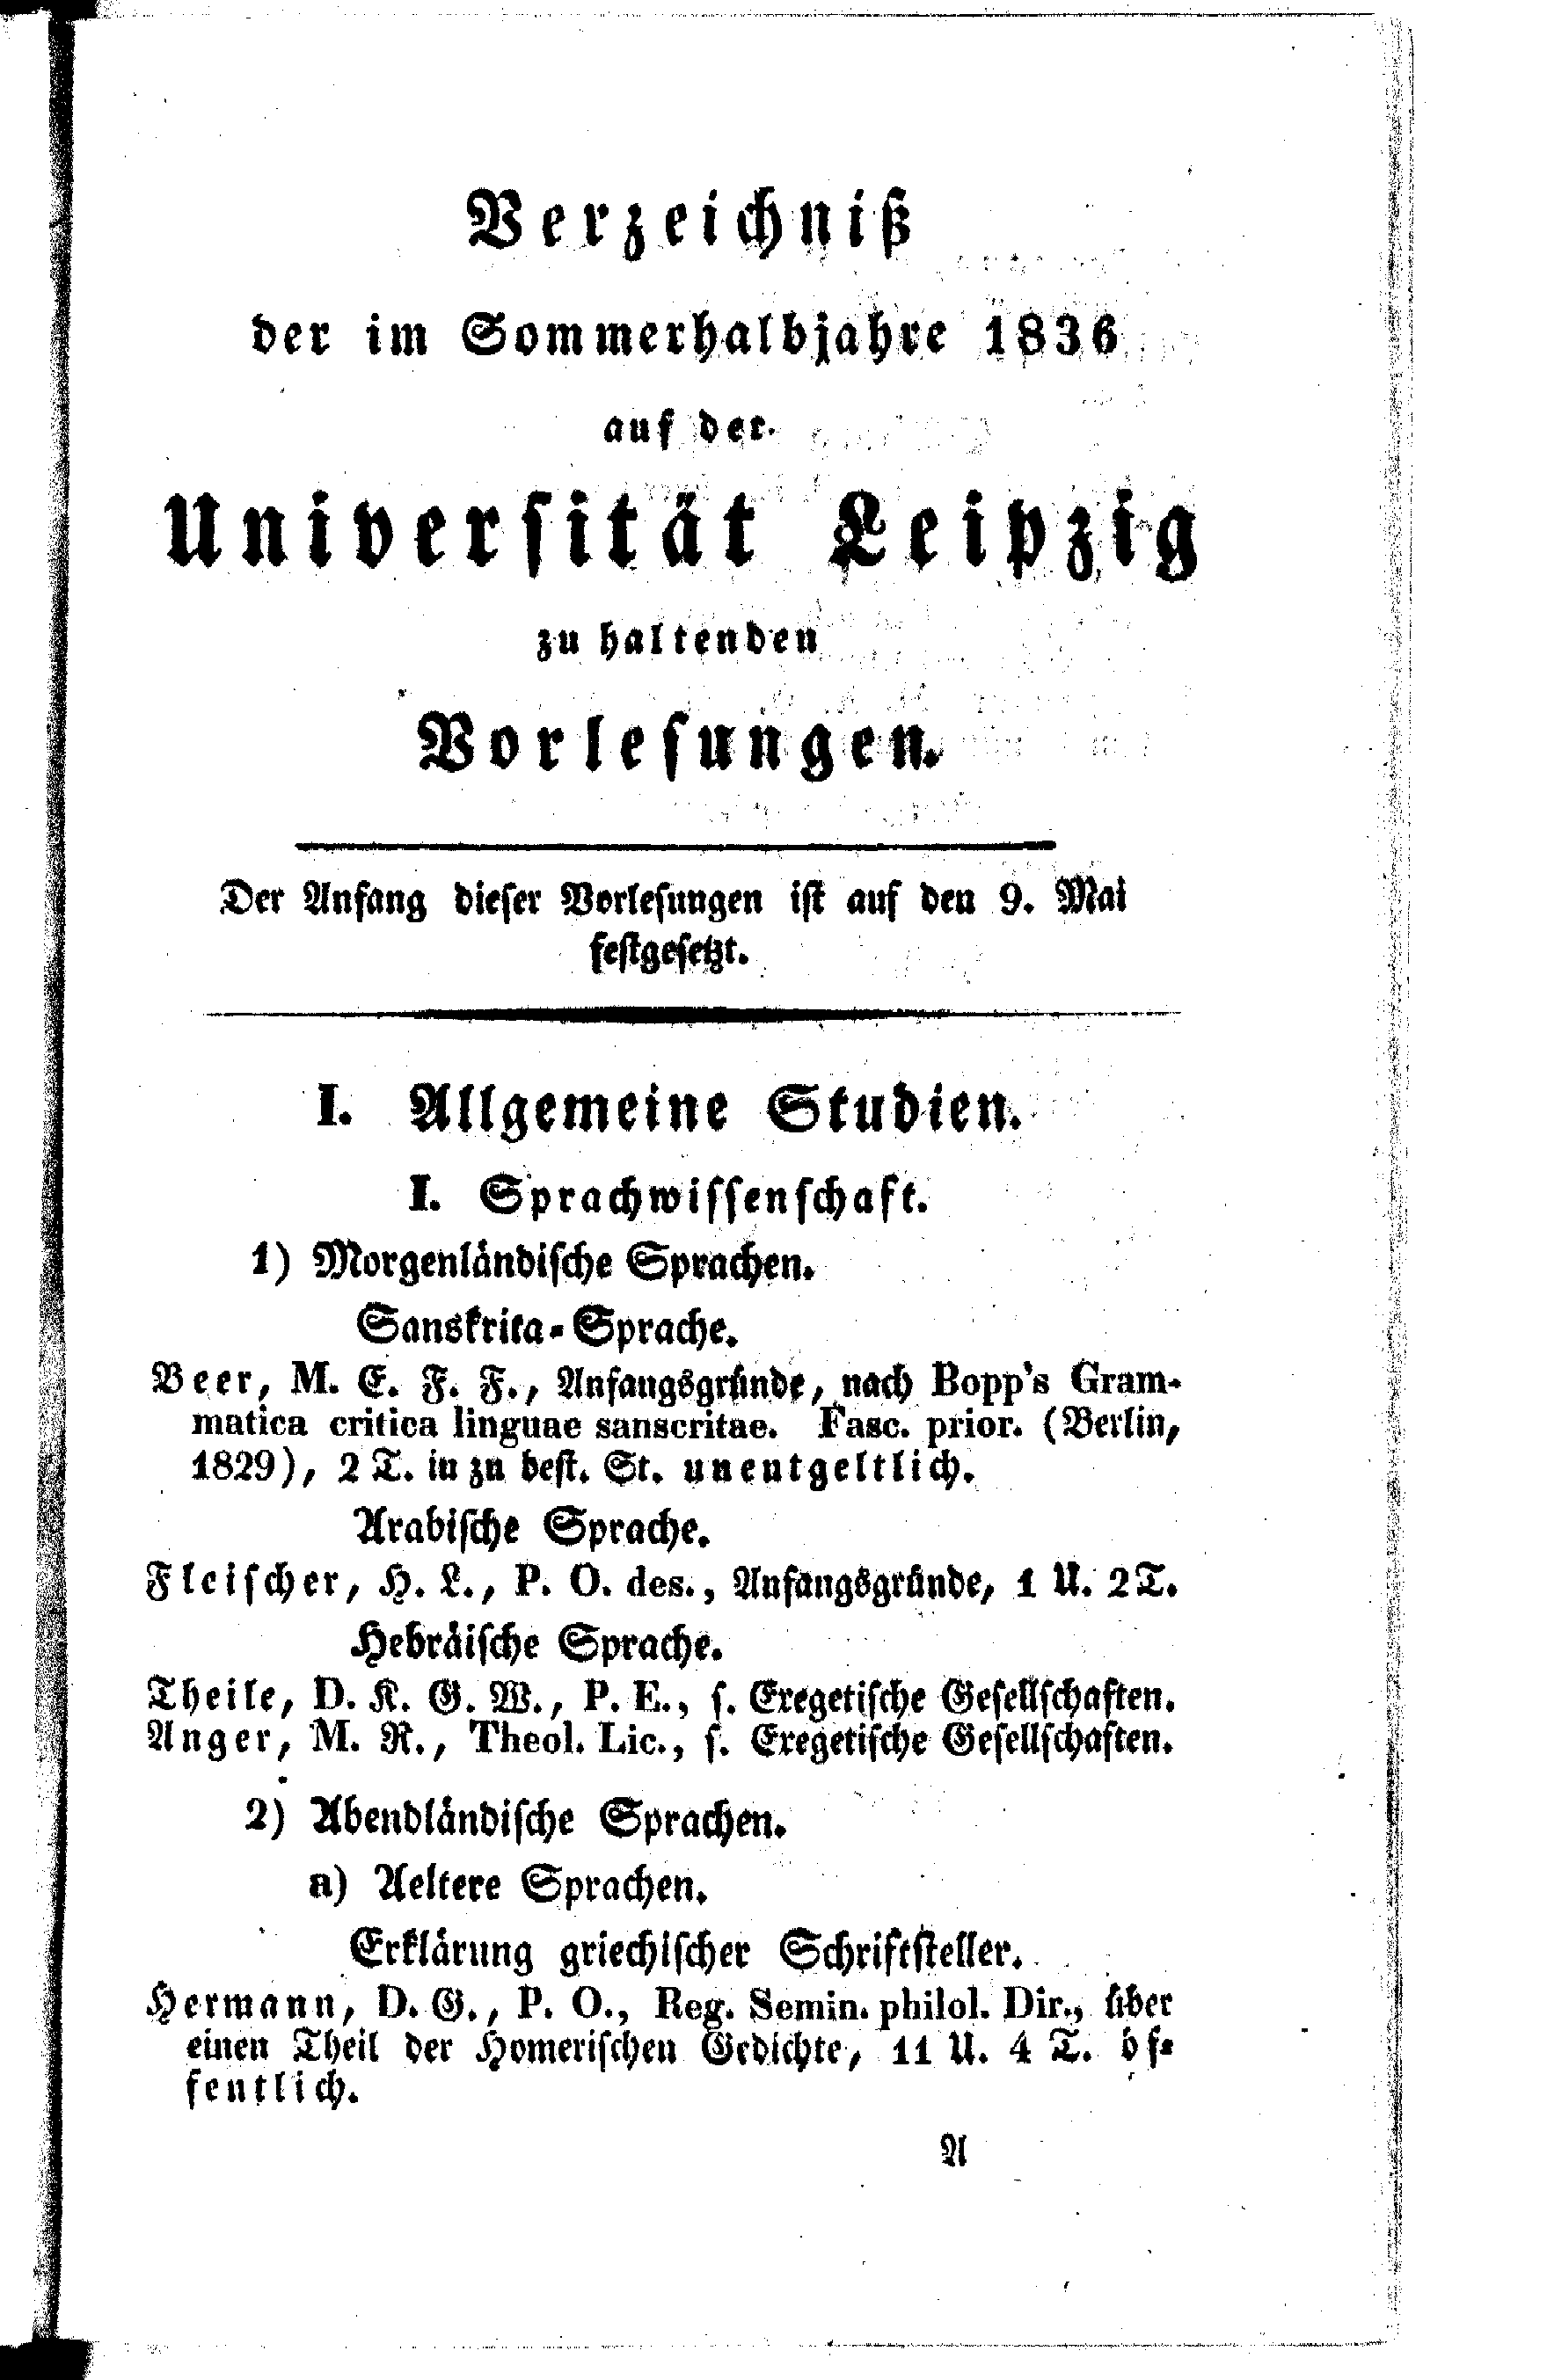 Verzeichniß
der im Sommerhalbjahre 1836
auf der
Universität Leipzig
zu haltenden
Vorlesungen.
Der Anfang dieser Vorlesungen ist auf den 9. Mai
festgesetzt.
I. Allgemeine Studien.
I. Sprachwissenschaft.
1) Morgenländische Sprachen.
Sanskrita-Sprache.
Beer, M. E. F. F., Anfangsgründe, nach Bopp's Gram-
matica critica linguae sanscritae. Fasc. prior. (Berlin,
1829), 2 T. in zu best. St. unentgeltlich.
Arabische Sprache.
Fleischer, H. L., P. O. des., Anfangsgründe, 1 U. 2 T.
Hebräische Sprache.
Theile, D. K. G. W., P. E., s. Exegetische Gesellschaften.
Anger, M. R., Theol. Lic., s. Exegetische Gesellschaften.
2) Abendländische Sprachen.
a) Aeltere Sprachen.
Erklärung griechischer Schriftsteller.
Hermann, D. G., P. O., Reg. Semin. philol. Dir., über
einen Theil der Homerischen Gedichte, 11 U. 4 T. öf-
fentlich.
A